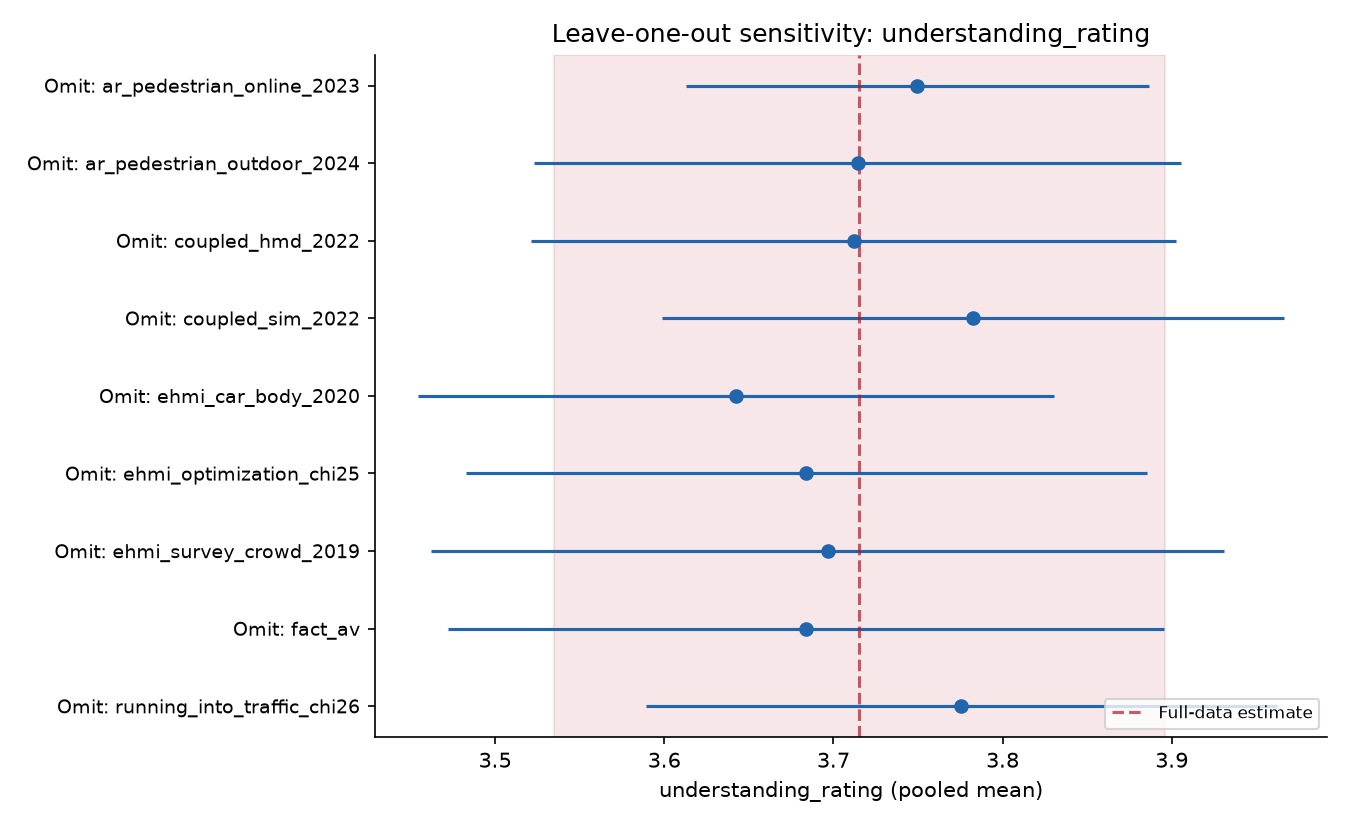 Leave-one-out sensitivity: understanding_rating
Omit: ar_pedestrian_online_2023
Omit: ar_pedestrian_outdoor_2024
Omit: coupled_hmd_2022
Omit: coupled_sim_2022
Omit: ehmi_car_body_2020
Omit: ehmi_optimization_chi25
Omit: ehmi_survey_crowd_2019
Omit: fact_av
Omit: running_into_traffic_chi26
Full-data estimate
3.5 3.6 3.7 3.8 3.9
understanding_rating (pooled mean)